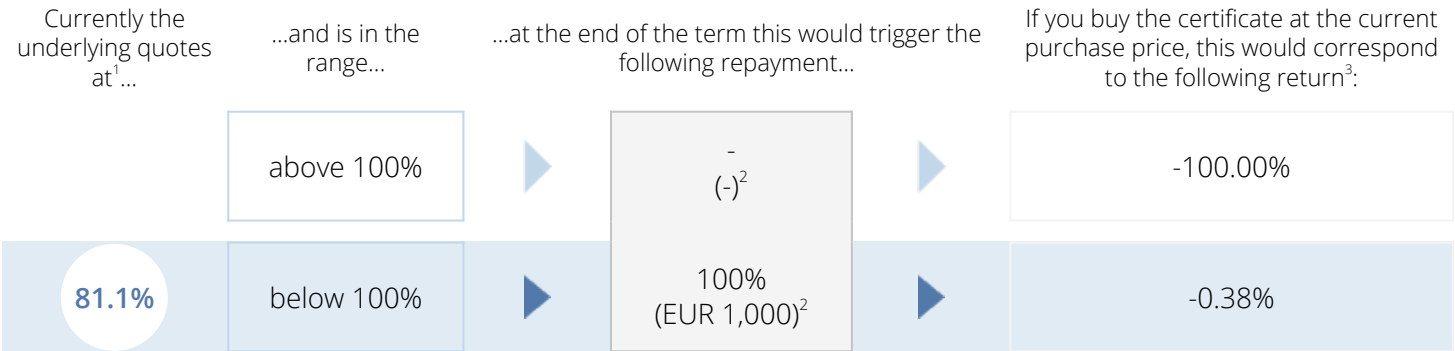 Currently the
underlying quotes
at¹...
...and is in the
range...
...at the end of the term this would trigger the
following repayment...
If you buy the certificate at the current
purchase price, this would correspond
to the following return³:
above 100%
-
(-)²
-100.00%
81.1%
below 100%
100%
(EUR 1,000)²
-0.38%